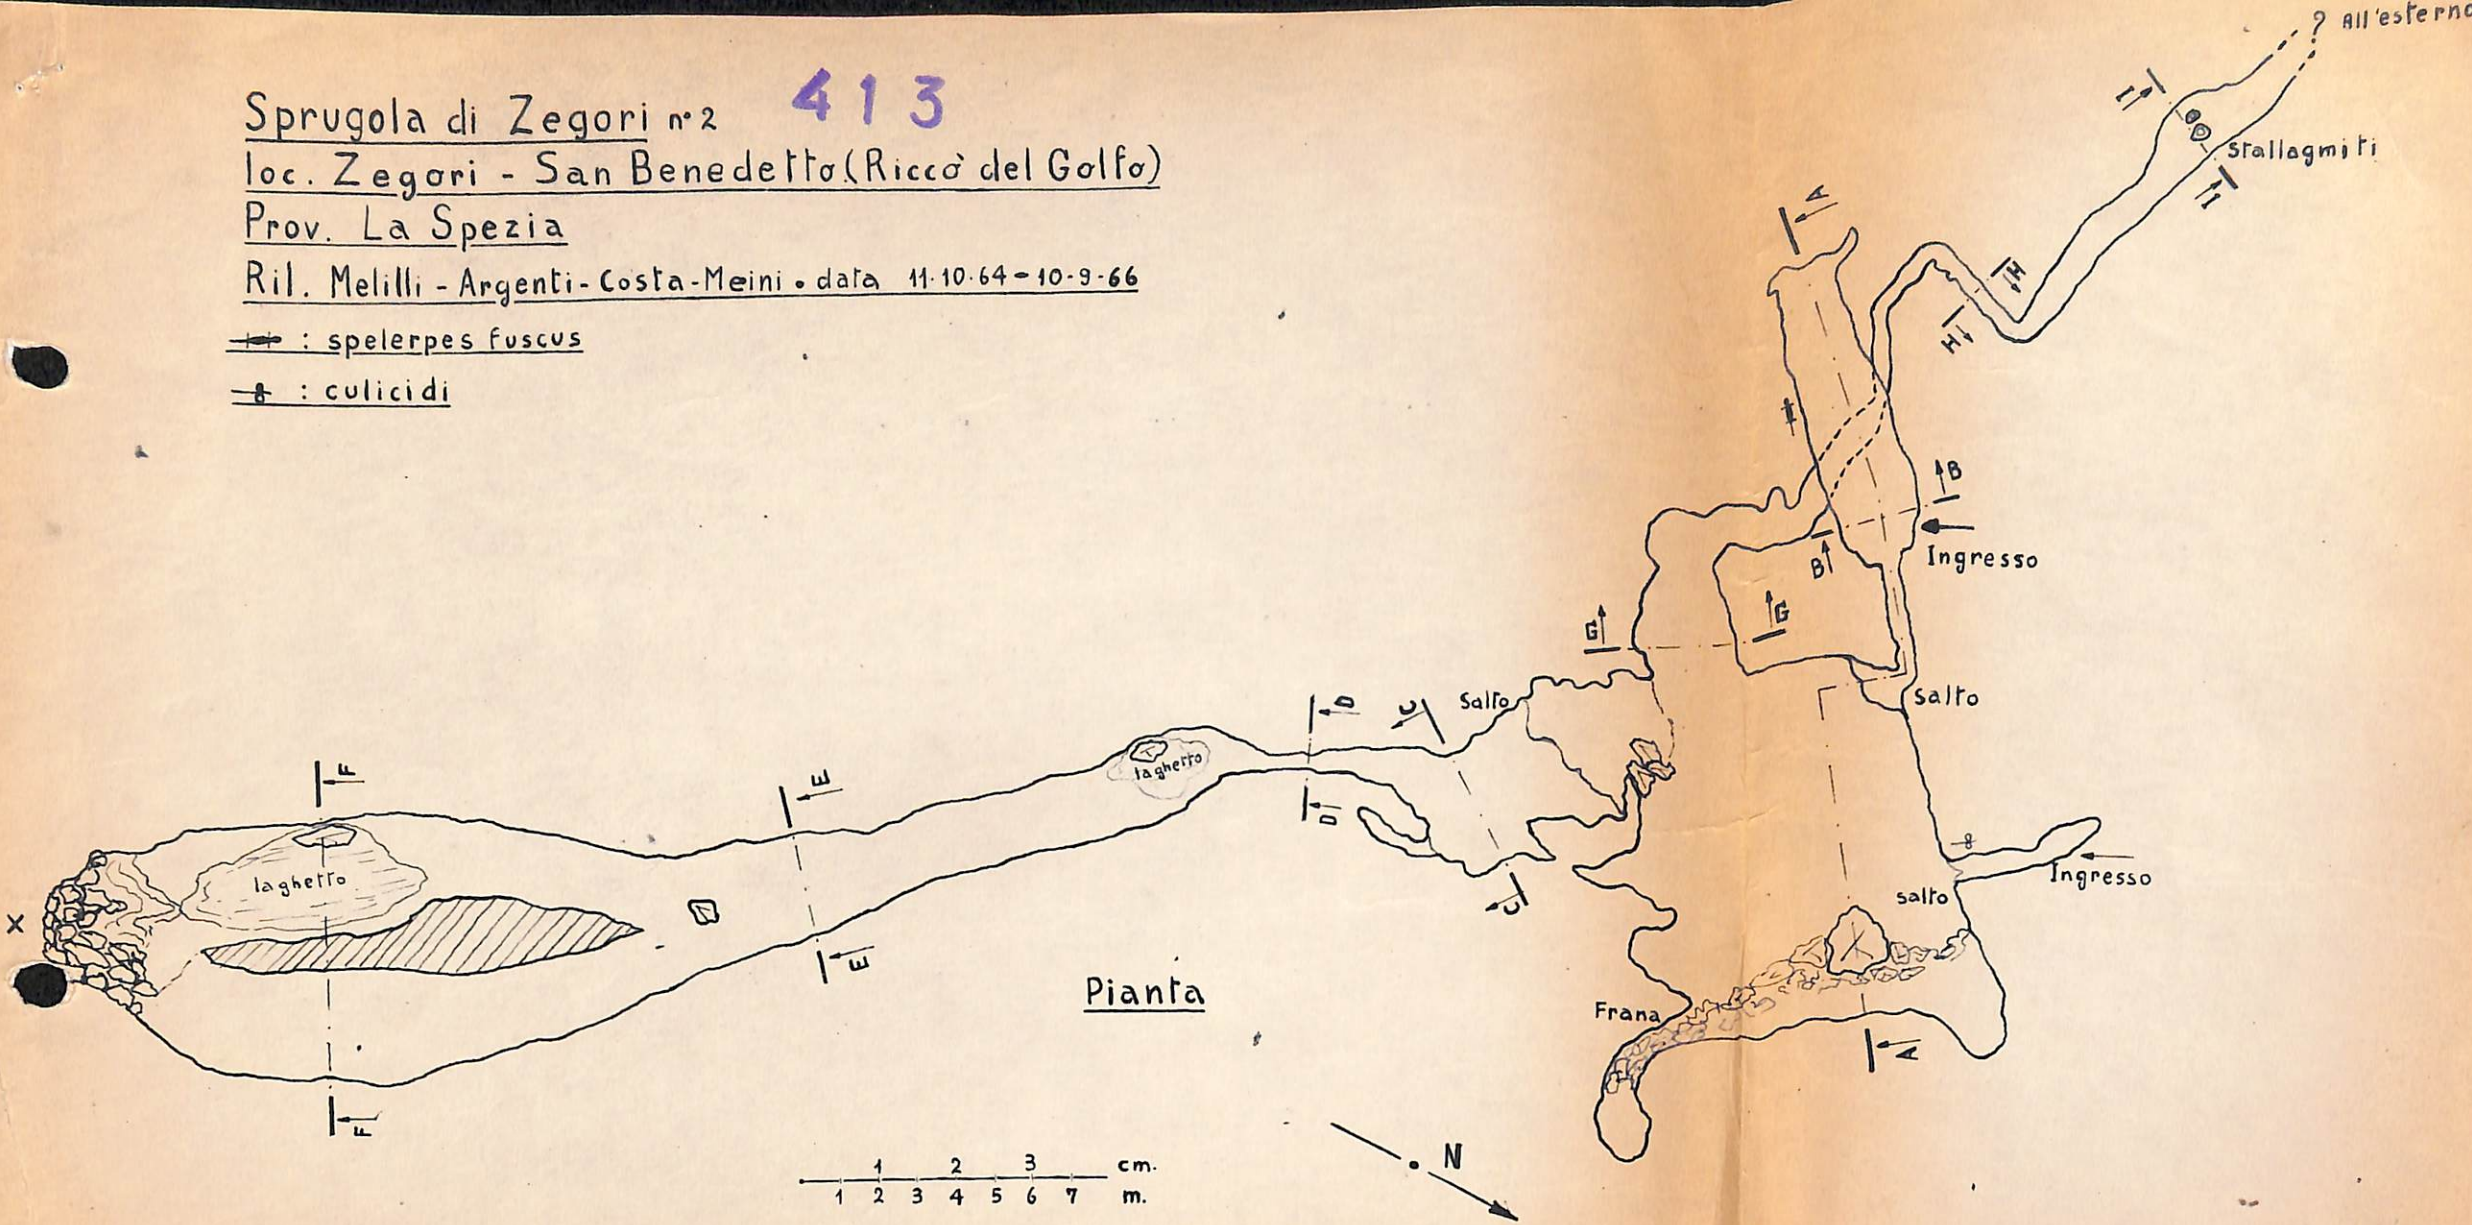 ? All'esterno
Sprugola di Zegori n° 2 413
loc. Zegori - San Benedetto (Riccò del Golfo)
Prov. La Spezia
Ril. Melilli - Argenti - Costa - Meini • data 11.10.64 - 10-9-66
: spelerpes fuscus
: culicidi
I
Stallagmiti
I
A
H
H
B
Ingresso
B
G
G
Salto
C
D
Salto
laghetto
F
E
D
laghetto
Ingresso
salto
C
X
E
Pianta
Frana
A
F
N
1 2 3 cm.
1 2 3 4 5 6 7 m.